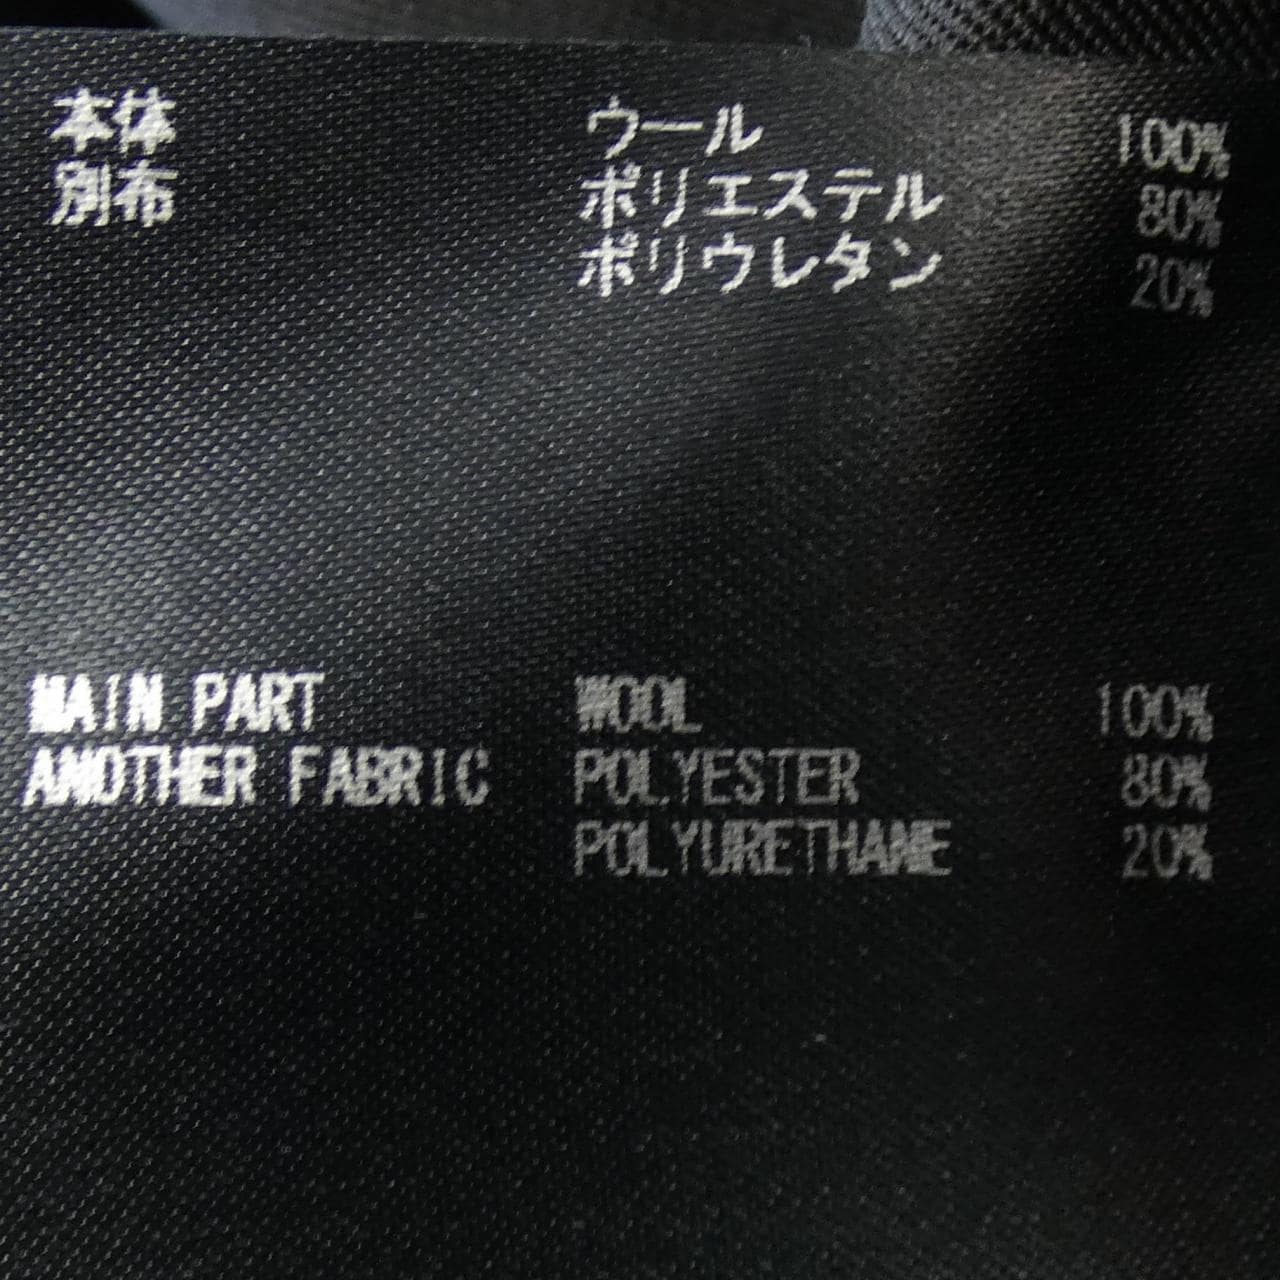 本体 ウール 100%
別布 ポリエステル 80%
ポリウレタン 20%
MAIN PART WOOL 100%
ANOTHER FABRIC POLYESTER 80%
POLYURETHANE 20%